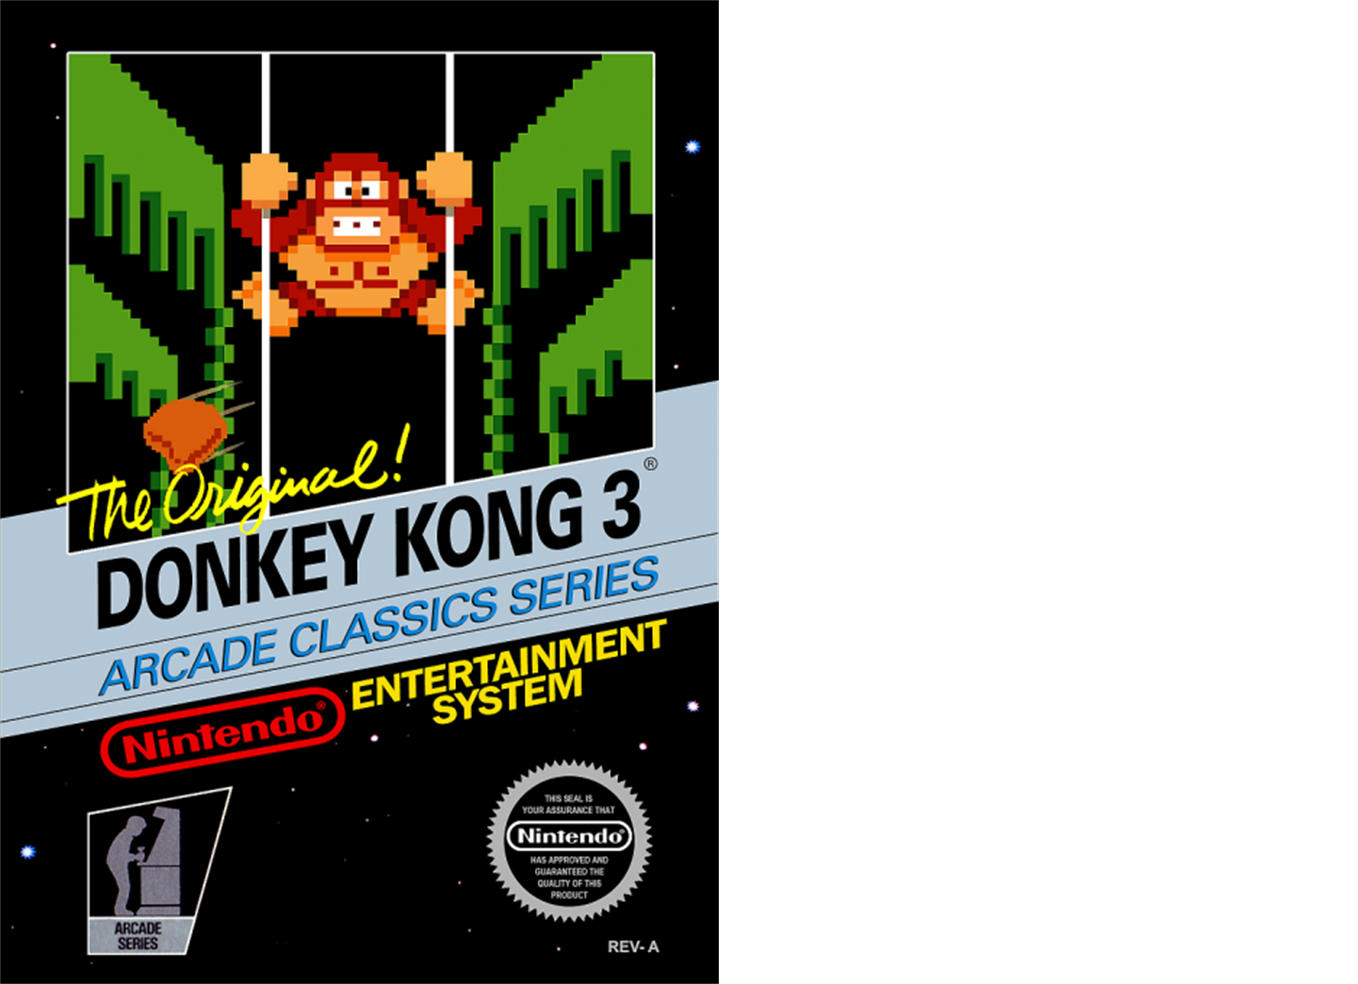 The Original!
DONKEY KONG 3®
ARCADE CLASSICS SERIES
Nintendo®
ENTERTAINMENT
SYSTEM
THIS SEAL IS
YOUR ASSURANCE THAT
Nintendo®
HAS APPROVED AND
GUARANTEED THE
QUALITY OF THIS
PRODUCT
ARCADE
SERIES
REV-A